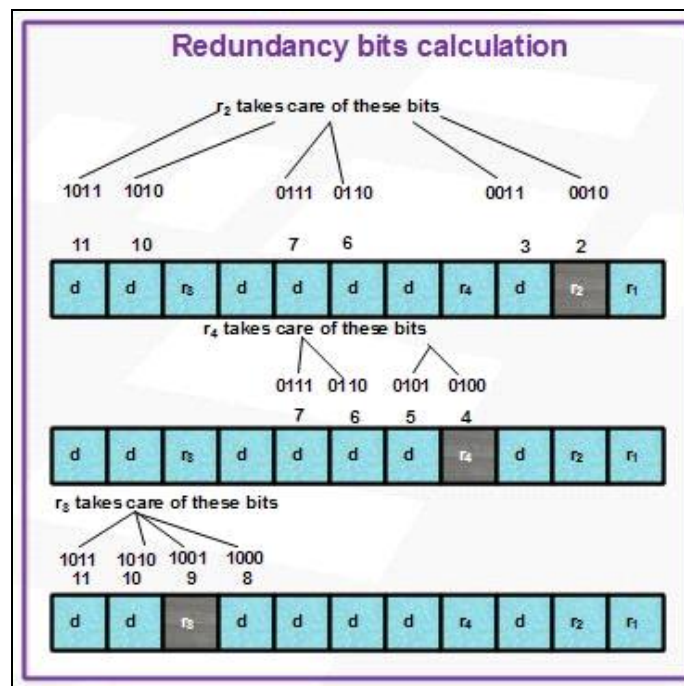 Redundancy bits calculation
r₂ takes care of these bits
1011 1010 0111 0110 0011 0010
11 10 7 6 3 2
d d r₈ d d d d r₄ d r₂ r₁
r₄ takes care of these bits
0111 0110 0101 0100
7 6 5 4
d d r₈ d d d d r₄ d r₂ r₁
r₈ takes care of these bits
1011 1010 1001 1000
11 10 9 8
d d r₈ d d d d r₄ d r₂ r₁